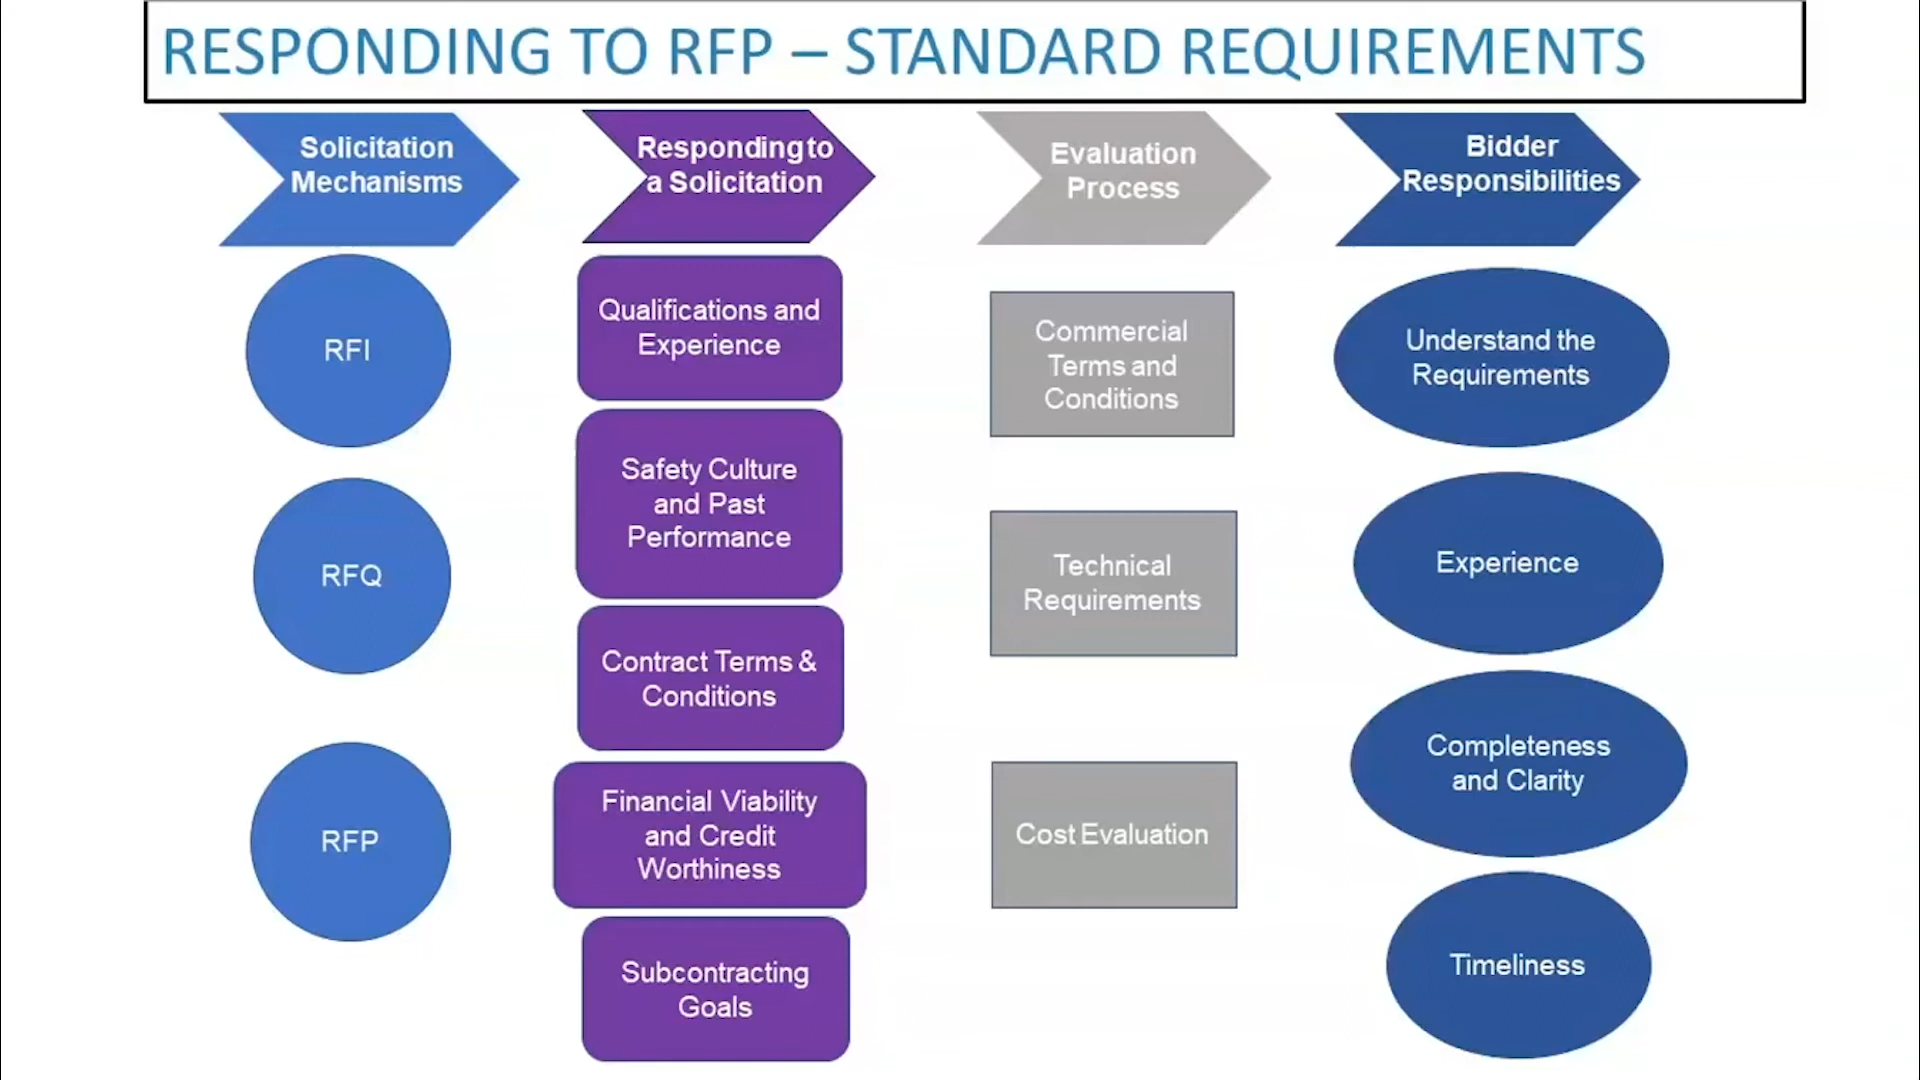 RESPONDING TO RFP – STANDARD REQUIREMENTS
Solicitation
Mechanisms
RFI
RFQ
RFP
Responding to
a Solicitation
Qualifications and
Experience
Safety Culture
and Past
Performance
Contract Terms &
Conditions
Financial Viability
and Credit
Worthiness
Subcontracting
Goals
Evaluation
Process
Commercial
Terms and
Conditions
Technical
Requirements
Cost Evaluation
Bidder
Responsibilities
Understand the
Requirements
Experience
Completeness
and Clarity
Timeliness